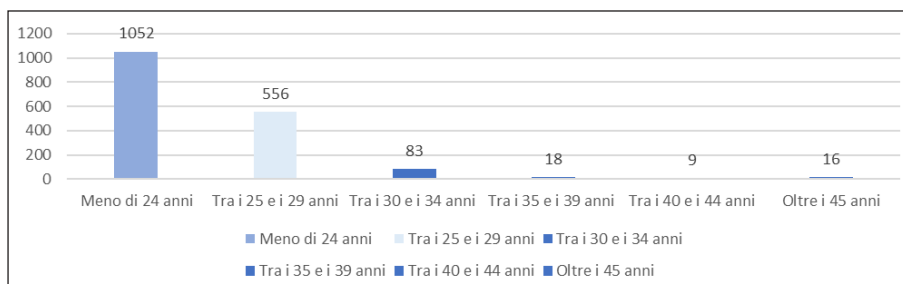 1200
1000
800
600
400
200
0
1052
556
83
18
9
16
Meno di 24 anni
Tra i 25 e i 29 anni
Tra i 30 e i 34 anni
Tra i 35 e i 39 anni
Tra i 40 e i 44 anni
Oltre i 45 anni
Meno di 24 anni
Tra i 25 e i 29 anni
Tra i 30 e i 34 anni
Tra i 35 e i 39 anni
Tra i 40 e i 44 anni
Oltre i 45 anni